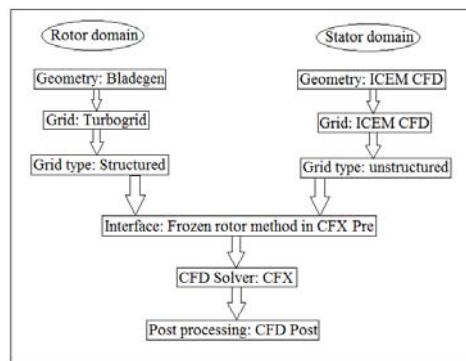 Rotor domain
Stator domain
Geometry: Bladegen
Geometry: ICEM CFD
Grid: Turbogrid
Grid: ICEM CFD
Grid type: Structured
Grid type: unstructured
Interface: Frozen rotor method in CFX Pre
CFD Solver: CFX
Post processing: CFD Post